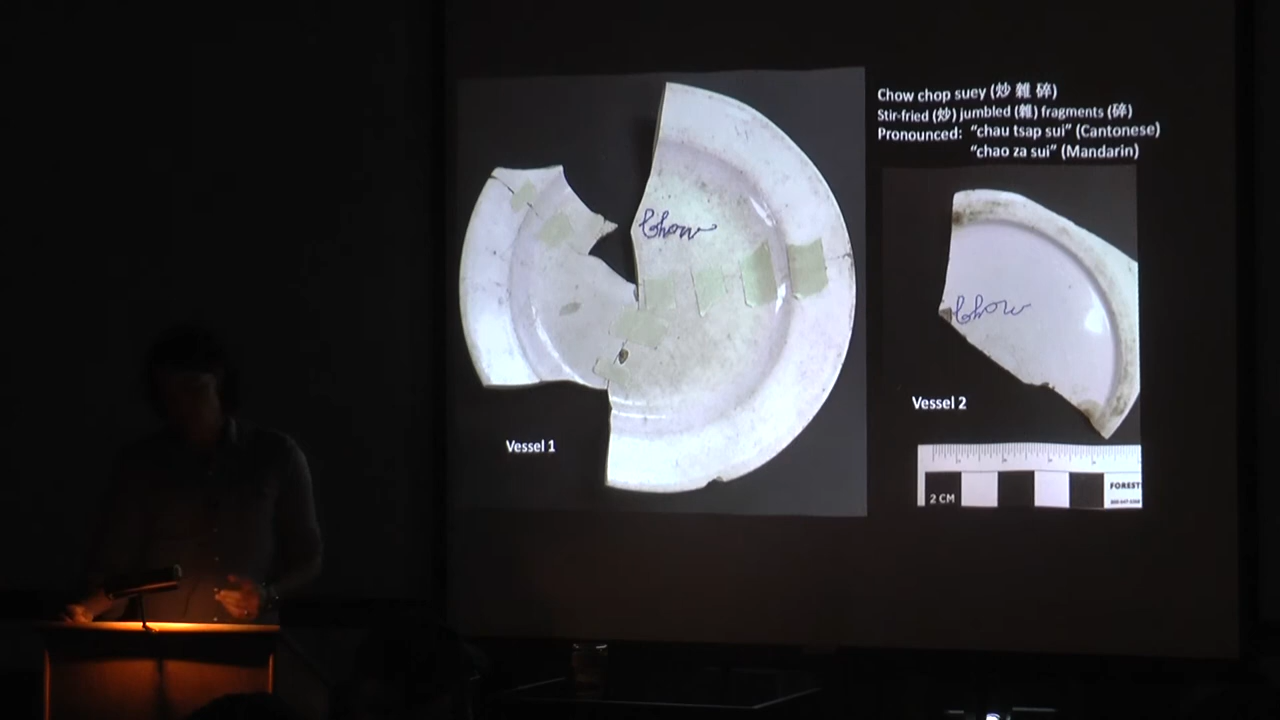 Chow chop suey (炒 雜 碎)
Stir-fried (炒) jumbled (雜) fragments (碎)
Pronounced: "chau tsap sui" (Cantonese)
"chao za sui" (Mandarin)
Chow
Vessel 1
Chow
Vessel 2
2 CM
FOREST